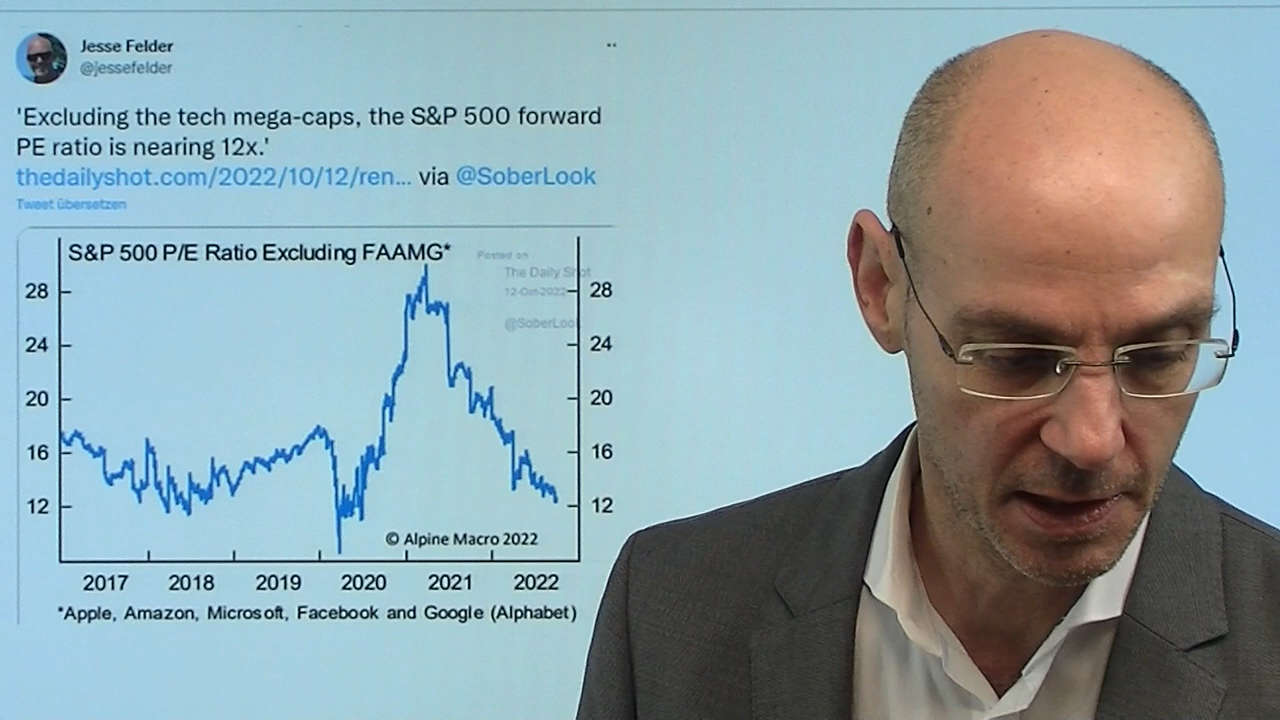 Jesse Felder
@jessefelder
'Excluding the tech mega-caps, the S&P 500 forward
PE ratio is nearing 12x.'
thedailyshot.com/2022/10/12/ren... via @SoberLook
Tweet übersetzen
S&P 500 P/E Ratio Excluding FAAMG*
Posted on
The Daily Shot
12-Oct-2022
@SoberLook
28 28
24 24
20 20
16 16
12 12
© Alpine Macro 2022
2017 2018 2019 2020 2021 2022
*Apple, Amazon, Microsoft, Facebook and Google (Alphabet)